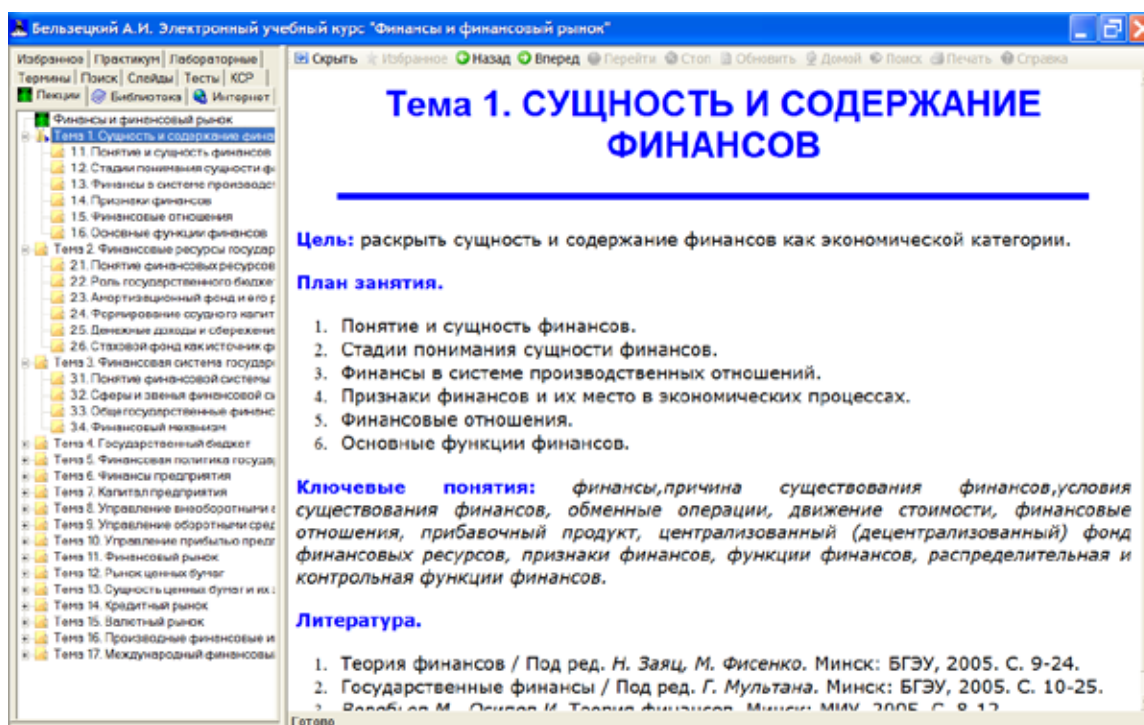 Бельзецкий А.И. Электронный учебный курс "Финансы и финансовый рынок"
Избранное Практикум Лабораторные
Термины Поиск Слайды Тесты КСР
Лекции Библиотека Интернет
Финансы и финансовый рынок
Тема 1. Сущность и содержание фина
1.1. Понятие и сущность финансов
1.2. Стадии понимания сущности ф
1.3. Финансы в системе производст
1.4. Признаки финансов
1.5. Финансовые отношения
1.6. Основные функции финансов
Тема 2. Финансовые ресурсы государ
2.1. Понятие финансовых ресурсов
2.2. Роль государственного бюджет
2.3. Амортизационный фонд и его р
2.4. Формирование ссудного капит
2.5. Денежные доходы и сбережени
2.6. Стаховой фонд как источник ф
Тема 3. Финансовая система государ
3.1. Понятие финансовой системы
3.2. Сферы и звенья финансовой си
3.3. Общегосударственные финанс
3.4. Финансовый механизм
Тема 4. Государственный бюджет
Тема 5. Финансовая политика государ
Тема 6. Финансы предприятия
Тема 7. Капитал предприятия
Тема 8. Управление внеоборотными а
Тема 9. Управление оборотными сред
Тема 10. Управление прибылью предп
Тема 11. Финансовый рынок
Тема 12. Рынок ценных бумаг
Тема 13. Сущность ценных бумаг и их
Тема 14. Кредитный рынок
Тема 15. Валютный рынок
Тема 16. Производные финансовые и
Тема 17. Международный финансовы
Скрыть Избранное Назад Вперед Перейти Стоп Обновить Домой Поиск Печать Справка
Тема 1. СУЩНОСТЬ И СОДЕРЖАНИЕ
ФИНАНСОВ
Цель: раскрыть сущность и содержание финансов как экономической категории.
План занятия.
1. Понятие и сущность финансов.
2. Стадии понимания сущности финансов.
3. Финансы в системе производственных отношений.
4. Признаки финансов и их место в экономических процессах.
5. Финансовые отношения.
6. Основные функции финансов.
Ключевые понятия: финансы,причина существования финансов,условия
существования финансов, обменные операции, движение стоимости, финансовые
отношения, прибавочный продукт, централизованный (децентрализованный) фонд
финансовых ресурсов, признаки финансов, функции финансов, распределительная и
контрольная функции финансов.
Литература.
1. Теория финансов / Под ред. Н. Заяц, М. Фисенко. Минск: БГЭУ, 2005. С. 9-24.
2. Государственные финансы / Под ред. Г. Мультана. Минск: БГЭУ, 2005. С. 10-25.
3. Воробьев М., Осипов И. Теория финансов. Минск: МИУ, 2005. С. 8-12.
Готово